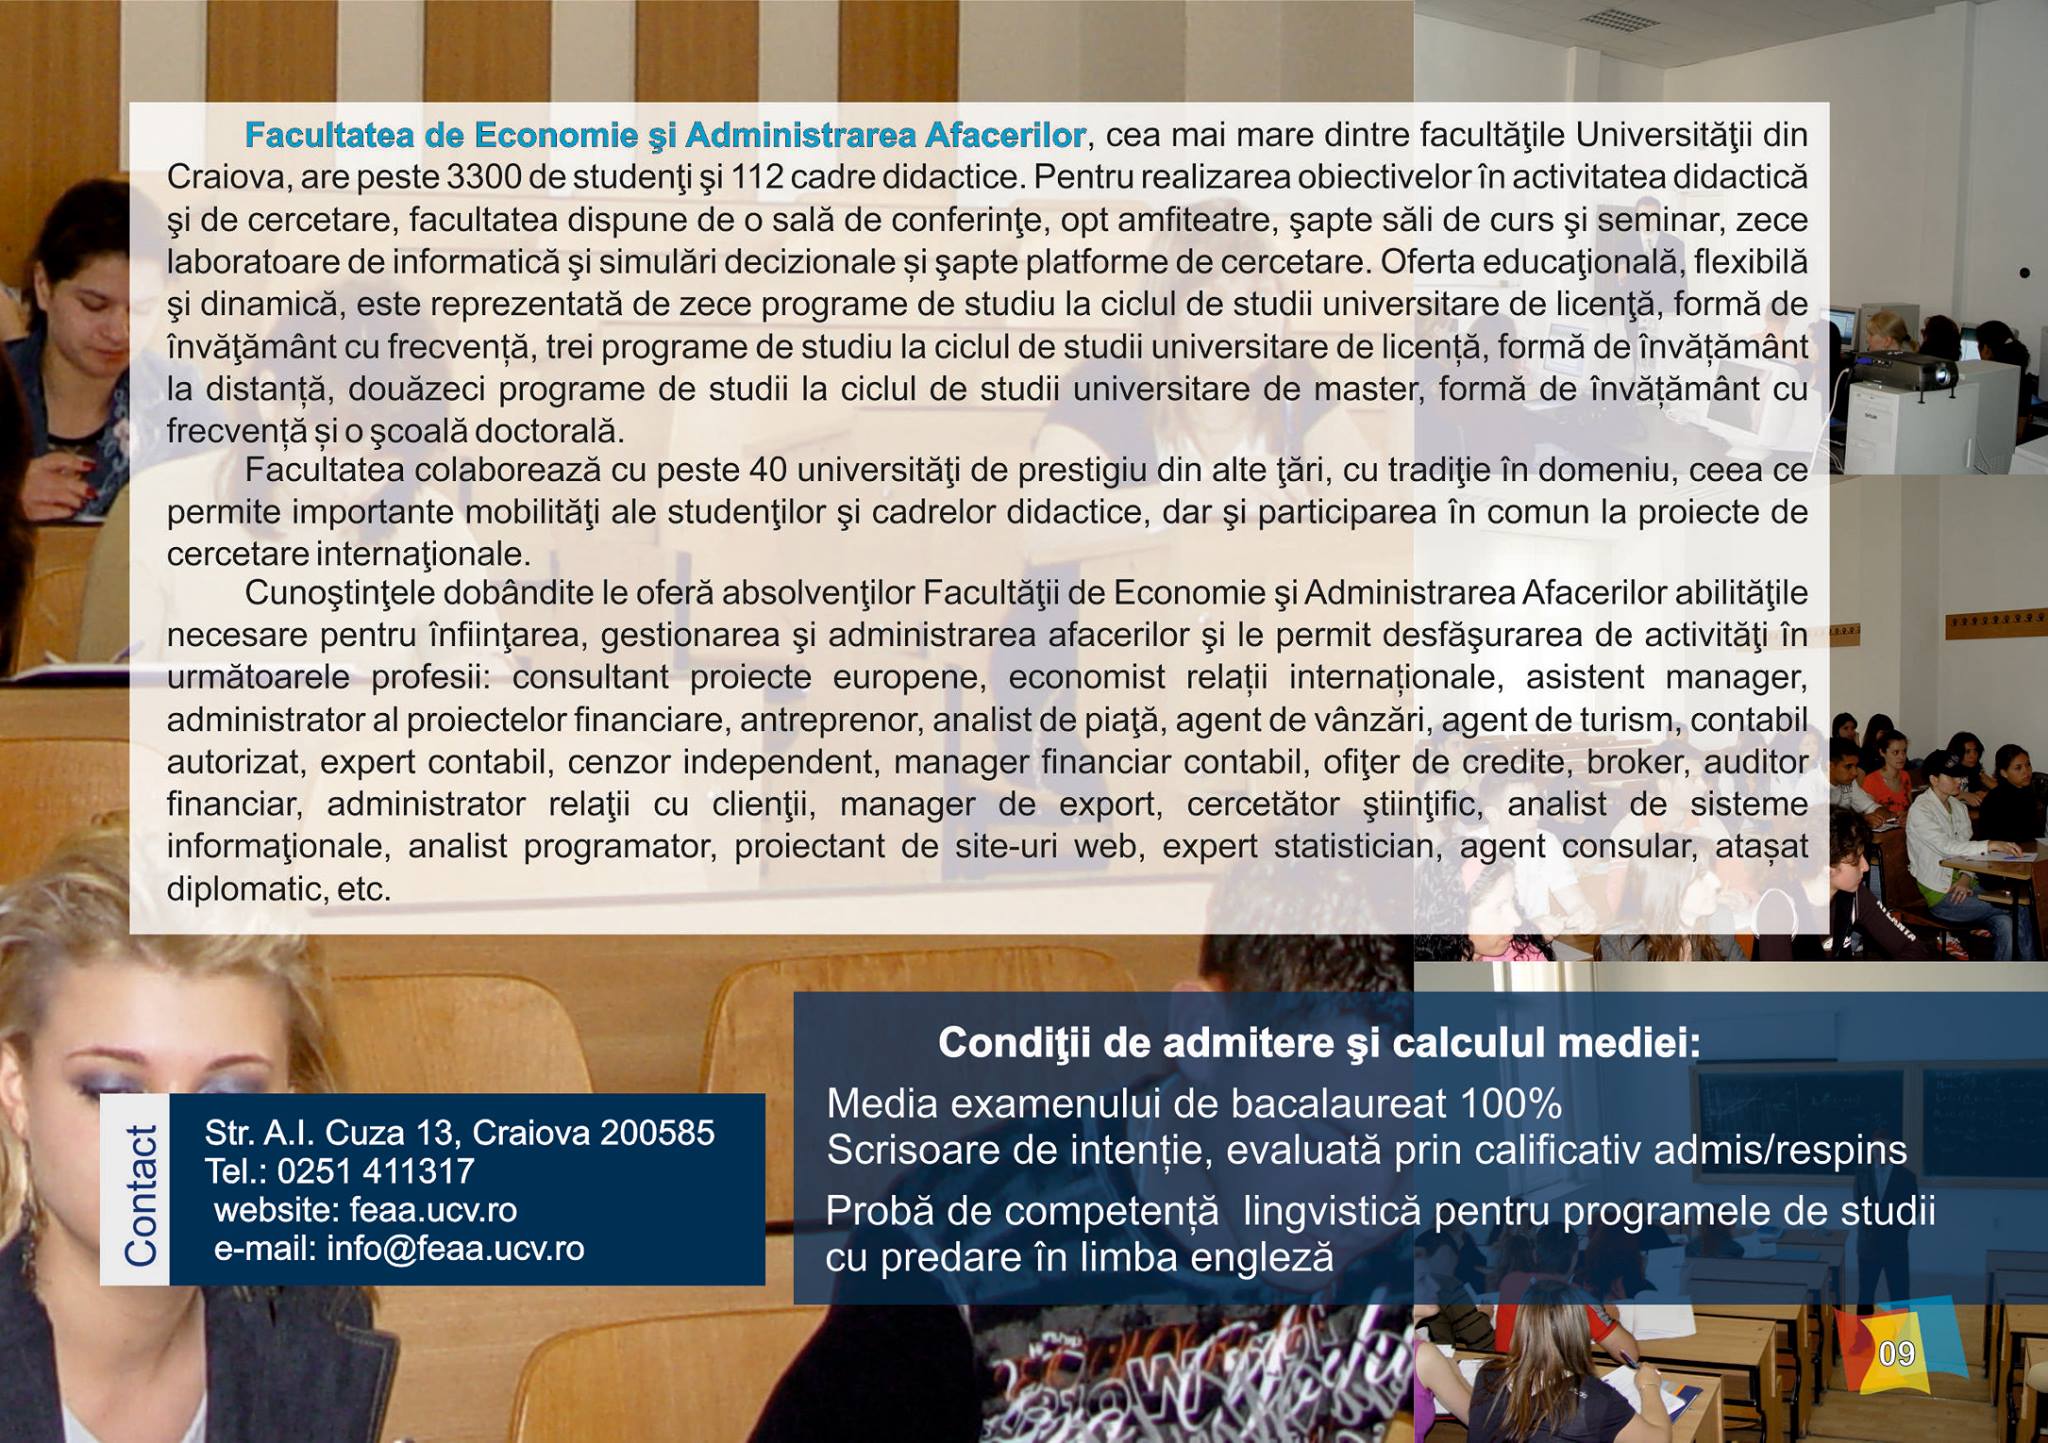 Facultatea de Economie şi Administrarea Afacerilor, cea mai mare dintre facultăţile Universităţii din
Craiova, are peste 3300 de studenţi şi 112 cadre didactice. Pentru realizarea obiectivelor în activitatea didactică
şi de cercetare, facultatea dispune de o sală de conferinţe, opt amfiteatre, şapte săli de curs şi seminar, zece
laboratoare de informatică şi simulări decizionale și şapte platforme de cercetare. Oferta educaţională, flexibilă
şi dinamică, este reprezentată de zece programe de studiu la ciclul de studii universitare de licenţă, formă de
învăţământ cu frecvență, trei programe de studiu la ciclul de studii universitare de licență, formă de învățământ
la distanță, douăzeci programe de studii la ciclul de studii universitare de master, formă de învățământ cu
frecvență și o şcoală doctorală.
Facultatea colaborează cu peste 40 universităţi de prestigiu din alte ţări, cu tradiţie în domeniu, ceea ce
permite importante mobilităţi ale studenţilor şi cadrelor didactice, dar şi participarea în comun la proiecte de
cercetare internaţionale.
Cunoştinţele dobândite le oferă absolvenţilor Facultăţii de Economie şi Administrarea Afacerilor abilităţile
necesare pentru înfiinţarea, gestionarea şi administrarea afacerilor şi le permit desfăşurarea de activităţi în
următoarele profesii: consultant proiecte europene, economist relații internaționale, asistent manager,
administrator al proiectelor financiare, antreprenor, analist de piaţă, agent de vânzări, agent de turism, contabil
autorizat, expert contabil, cenzor independent, manager financiar contabil, ofiţer de credite, broker, auditor
financiar, administrator relaţii cu clienţii, manager de export, cercetător ştiinţific, analist de sisteme
informaţionale, analist programator, proiectant de site-uri web, expert statistician, agent consular, atașat
diplomatic, etc.
Condiţii de admitere şi calculul mediei:
Media examenului de bacalaureat 100%
Scrisoare de intenție, evaluată prin calificativ admis/respins
Probă de competență lingvistică pentru programele de studii
cu predare în limba engleză
Contact
Str. A.I. Cuza 13, Craiova 200585
Tel.: 0251 411317
website: feaa.ucv.ro
e-mail: info@feaa.ucv.ro
09